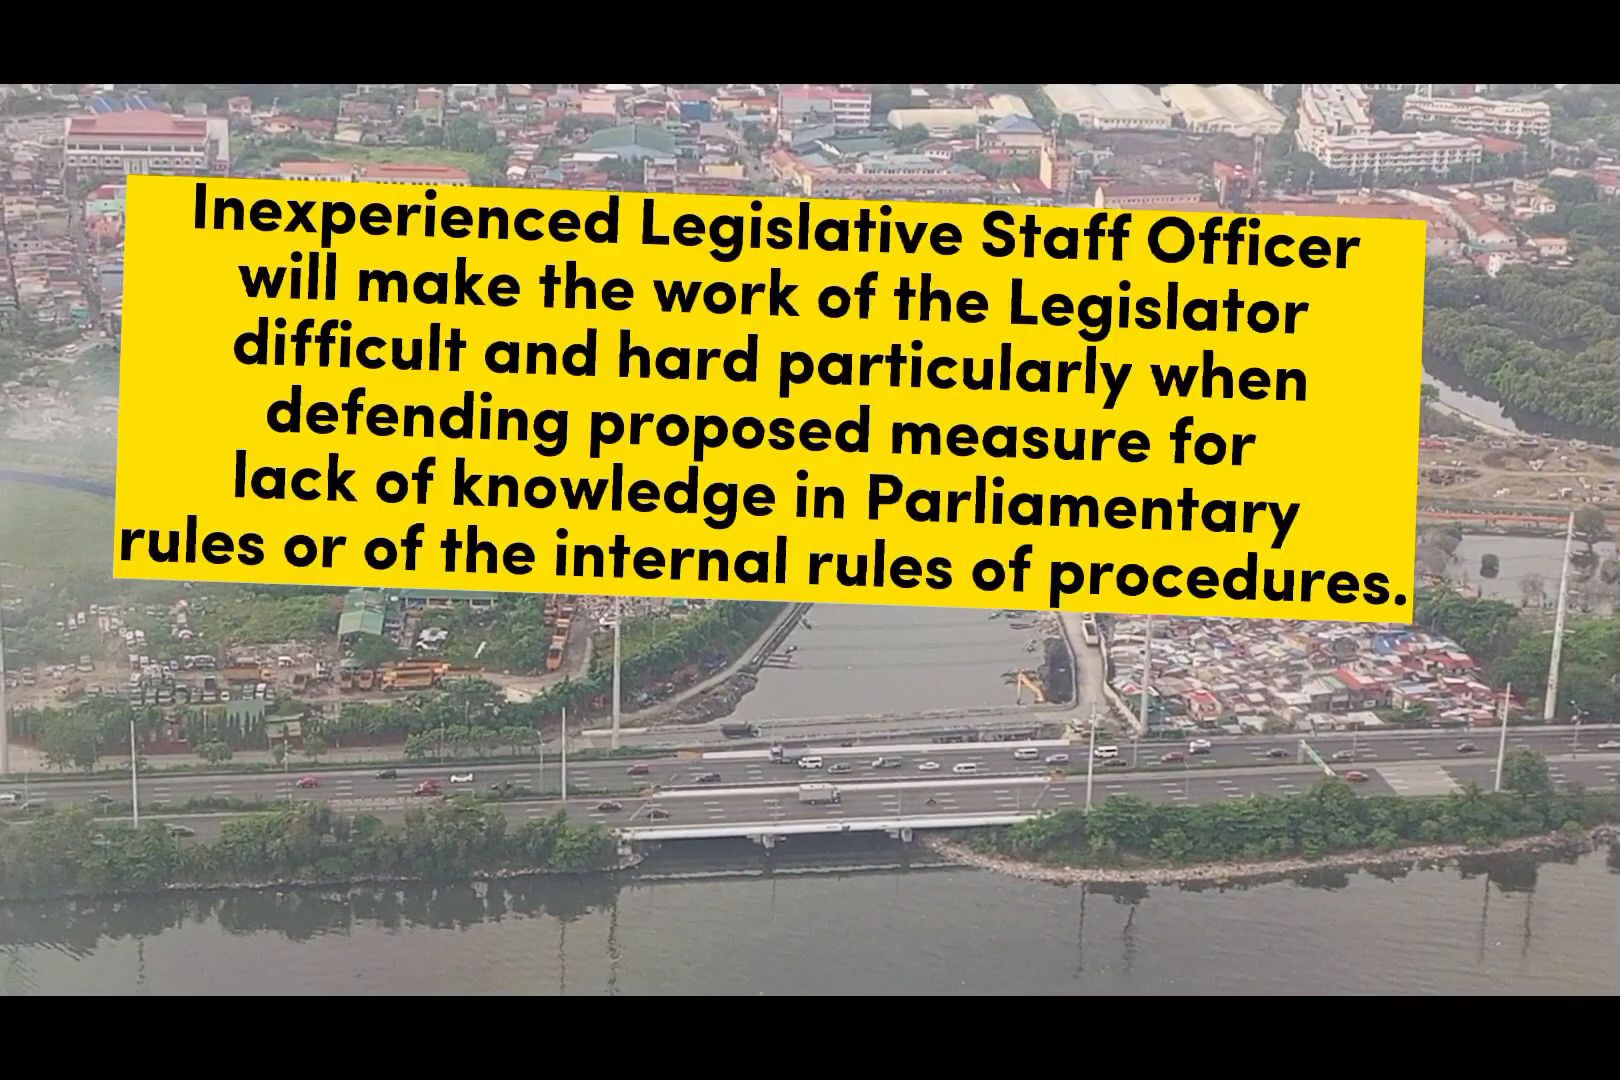 Inexperienced Legislative Staff Officer
will make the work of the Legislator
difficult and hard particularly when
defending proposed measure for
lack of knowledge in Parliamentary
rules or of the internal rules of procedures.